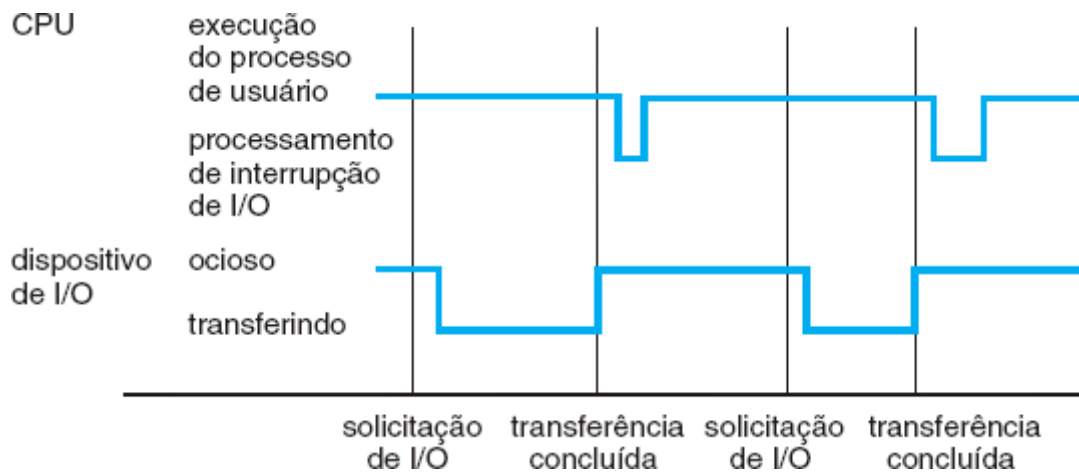 CPU
execução
do processo
de usuário
processamento
de interrupção
de I/O
dispositivo
de I/O
ocioso
transferindo
solicitação
de I/O
transferência
concluída
solicitação
de I/O
transferência
concluída